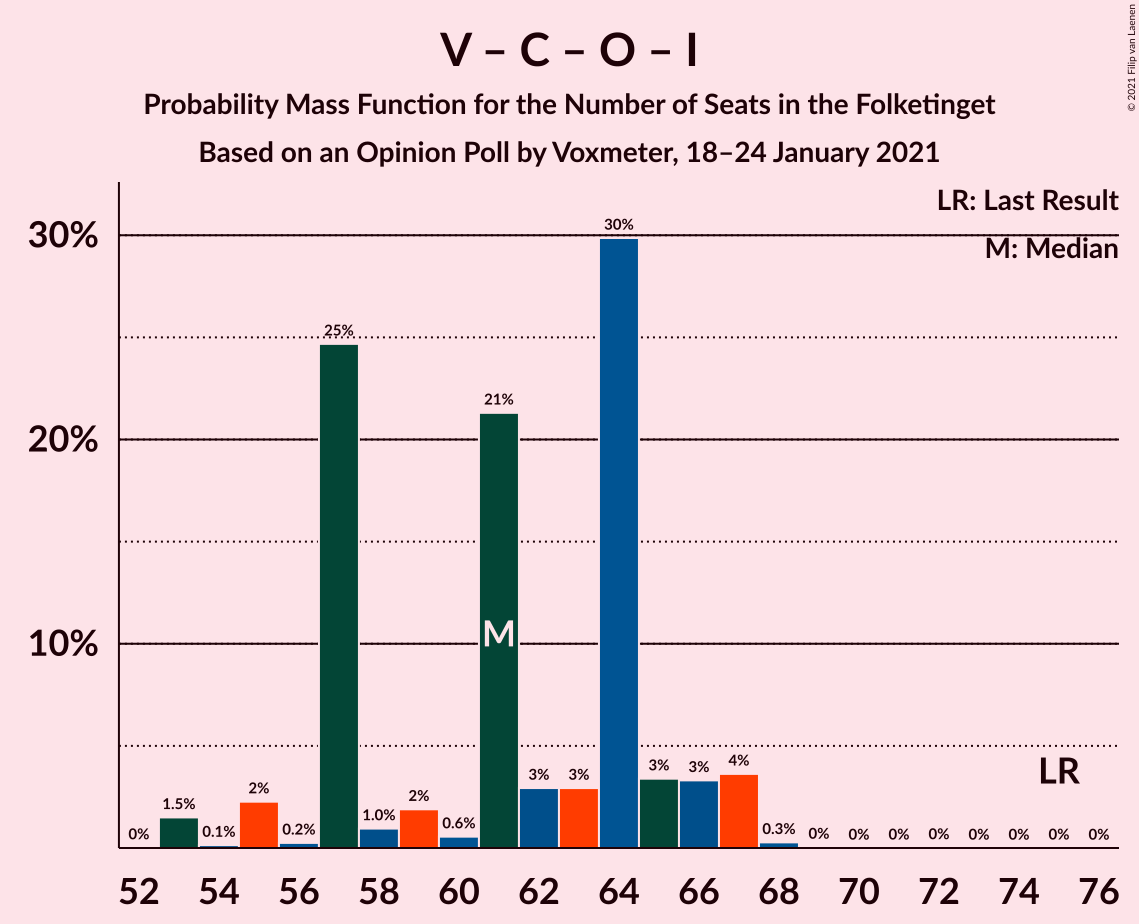 V – C – O – I
Probability Mass Function for the Number of Seats in the Folketinget
Based on an Opinion Poll by Voxmeter, 18–24 January 2021
© 2021 Filip van Laenen
LR: Last Result
M: Median
30%
20%
10%
0% 1.5% 0.1% 2% 0.2% 25% 1.0% 2% 0.6% 21% 3% 3% 30% 3% 3% 4% 0.3% 0% 0% 0% 0% 0% 0% 0% 0%
M
LR
52 54 56 58 60 62 64 66 68 70 72 74 76